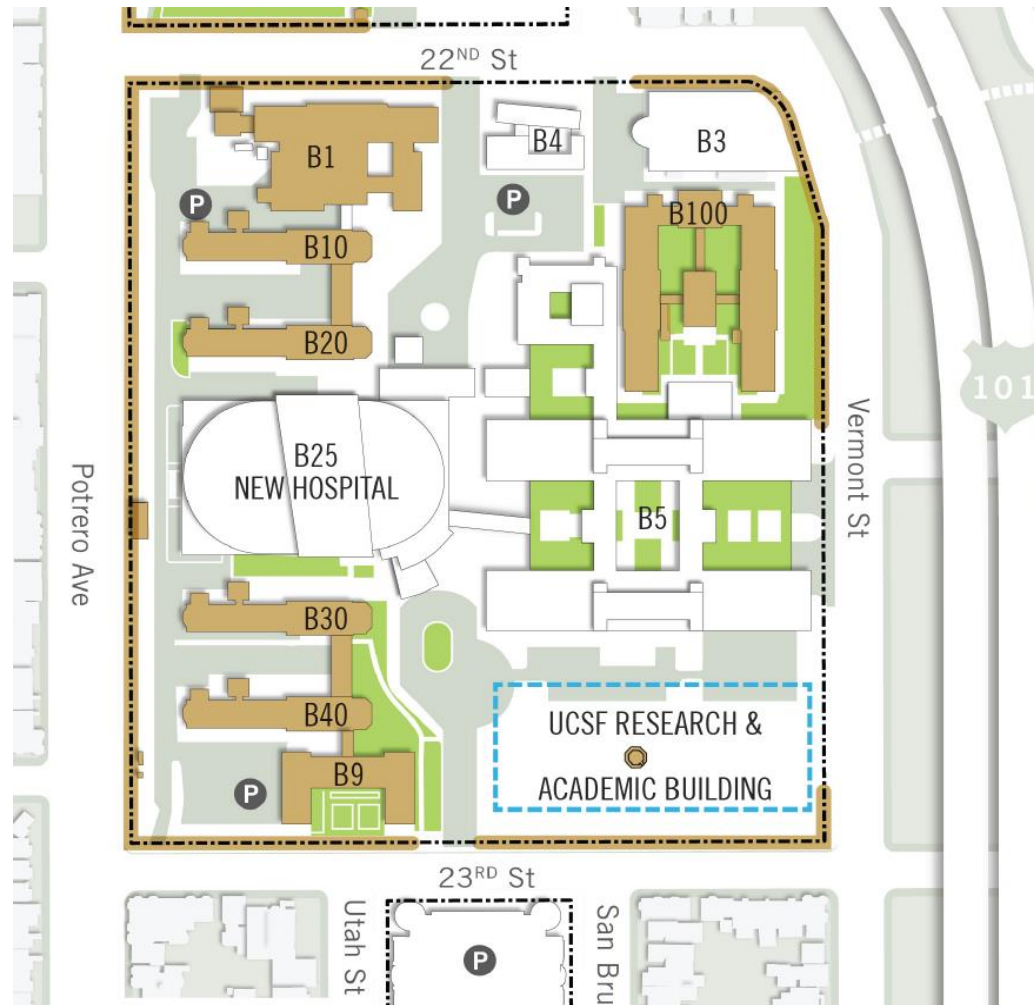 22ND St
B1
B4
B3
P
P
B10
B100
B20
101
B25
NEW HOSPITAL
Potrero Ave
Vermont St
B5
B30
B40
UCSF RESEARCH &
ACADEMIC BUILDING
B9
P
23RD St
Utah St
San Bru
P